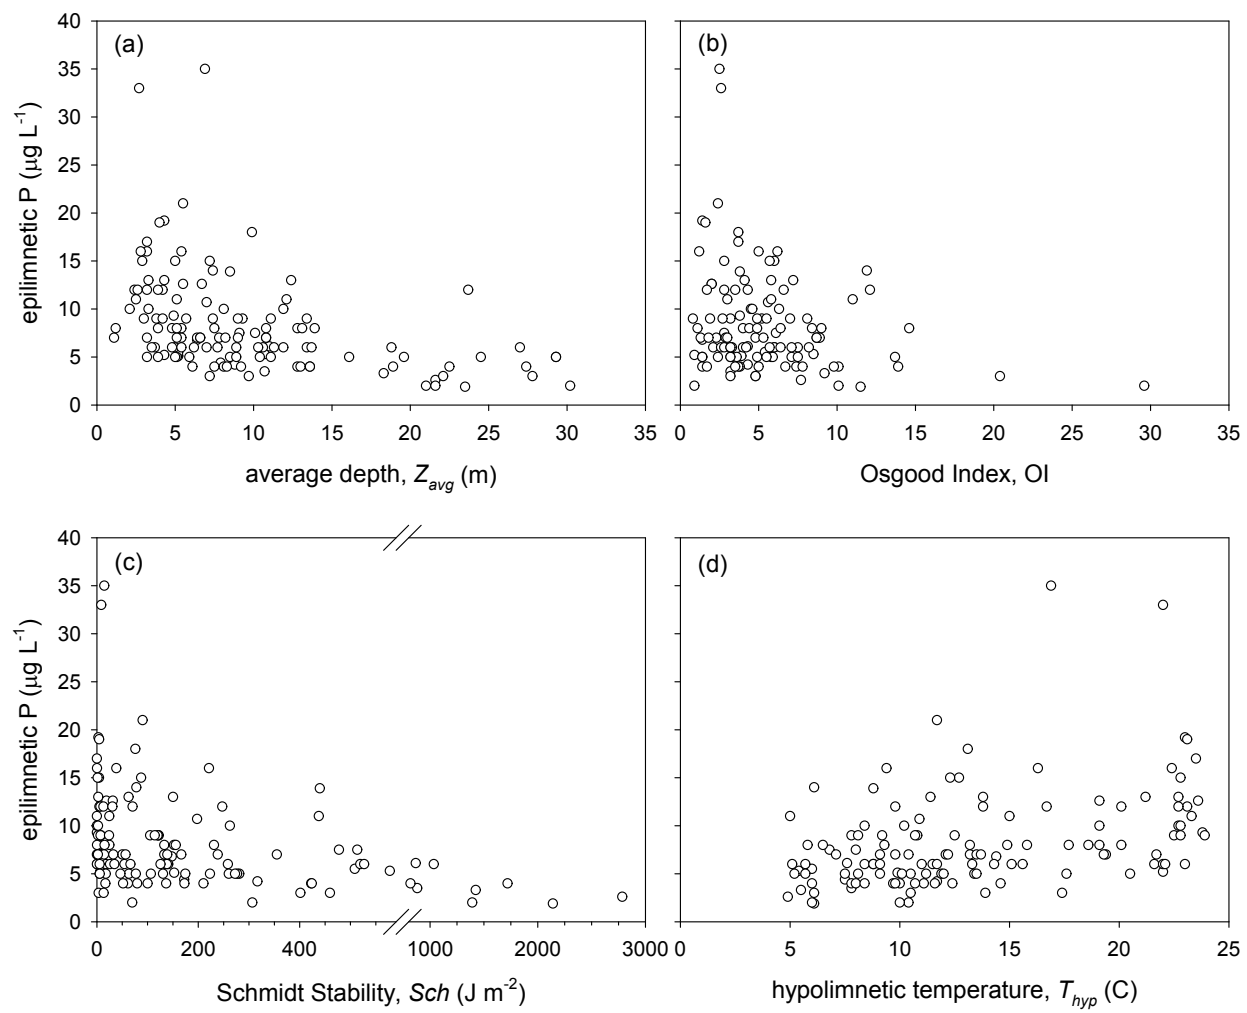 (a)
epilimnetic P (μg L⁻¹)
40
35
30
25
20
15
10
5
0
0 5 10 15 20 25 30 35
average depth, Zavg (m)
(b)
0 5 10 15 20 25 30 35
Osgood Index, OI
(c)
epilimnetic P (μg L⁻¹)
40
35
30
25
20
15
10
5
0
0 200 400 1000 2000 3000
Schmidt Stability, Sch (J m⁻²)
(d)
0 5 10 15 20 25
hypolimnetic temperature, Thyp (C)